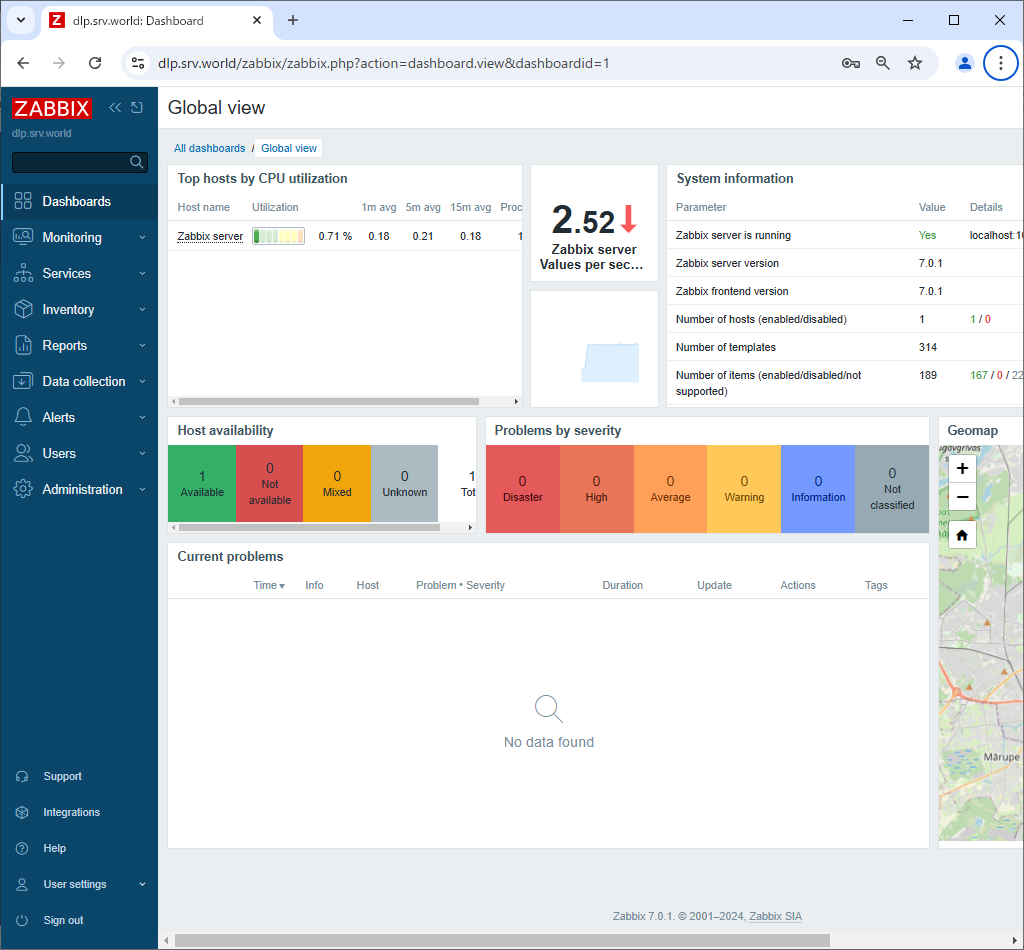 Z dlp.srv.world: Dashboard
dlp.srv.world/zabbix/zabbix.php?action=dashboard.view&dashboardid=1
ZABBIX
dlp.srv.world
Dashboards
Monitoring
Services
Inventory
Reports
Data collection
Alerts
Users
Administration
Support
Integrations
Help
User settings
Sign out
Global view
All dashboards / Global view
Top hosts by CPU utilization
Host name Utilization 1m avg 5m avg 15m avg Proc
Zabbix server 0.71 % 0.18 0.21 0.18 1
2.52
Zabbix server
Values per sec...
System information
Parameter Value Details
Zabbix server is running Yes localhost:10
Zabbix server version 7.0.1
Zabbix frontend version 7.0.1
Number of hosts (enabled/disabled) 1 1 / 0
Number of templates 314
Number of items (enabled/disabled/not supported) 189 167 / 0 / 22
Host availability
1 Available
0 Not available
0 Mixed
0 Unknown
1 Tot
Problems by severity
0 Disaster
0 High
0 Average
0 Warning
0 Information
0 Not classified
Geomap
+
−
Mārupe
Current problems
Time Info Host Problem • Severity Duration Update Actions Tags
No data found
Zabbix 7.0.1. © 2001–2024, Zabbix SIA